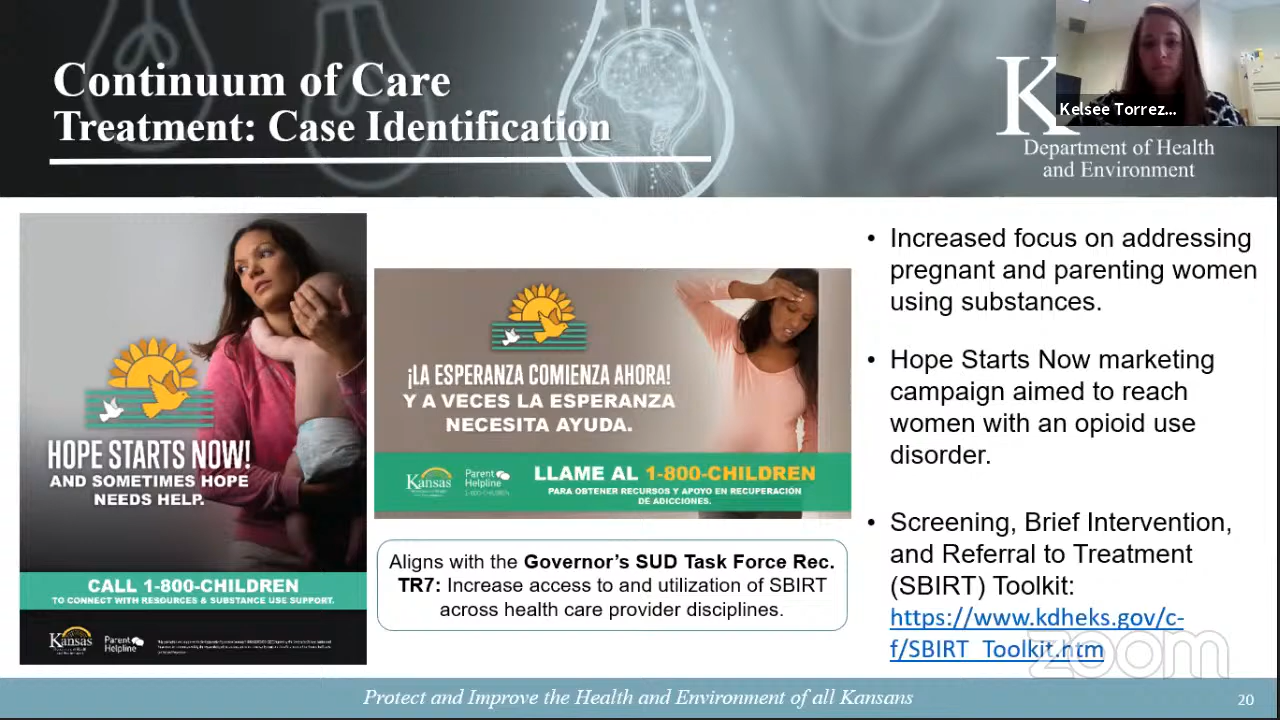 Continuum of Care
Treatment: Case Identification
K
Kelsee Torrez...
Department of Health
and Environment
HOPE STARTS NOW!
AND SOMETIMES HOPE
NEEDS HELP.
CALL 1-800-CHILDREN
TO CONNECT WITH RESOURCES & SUBSTANCE USE SUPPORT.
Kansas
Parent
Helpline
¡LA ESPERANZA COMIENZA AHORA!
Y A VECES LA ESPERANZA
NECESITA AYUDA.
Kansas
Parent
Helpline
1-800-CHILDREN
LLAME AL 1-800-CHILDREN
PARA OBTENER RECURSOS Y APOYO EN RECUPERACIÓN
DE ADICCIONES.
Aligns with the Governor's SUD Task Force Rec.
TR7: Increase access to and utilization of SBIRT
across health care provider disciplines.
• Increased focus on addressing
pregnant and parenting women
using substances.
• Hope Starts Now marketing
campaign aimed to reach
women with an opioid use
disorder.
• Screening, Brief Intervention,
and Referral to Treatment
(SBIRT) Toolkit:
https://www.kdheks.gov/c-
f/SBIRT_Toolkit.htm
zoom
Protect and Improve the Health and Environment of all Kansans
20